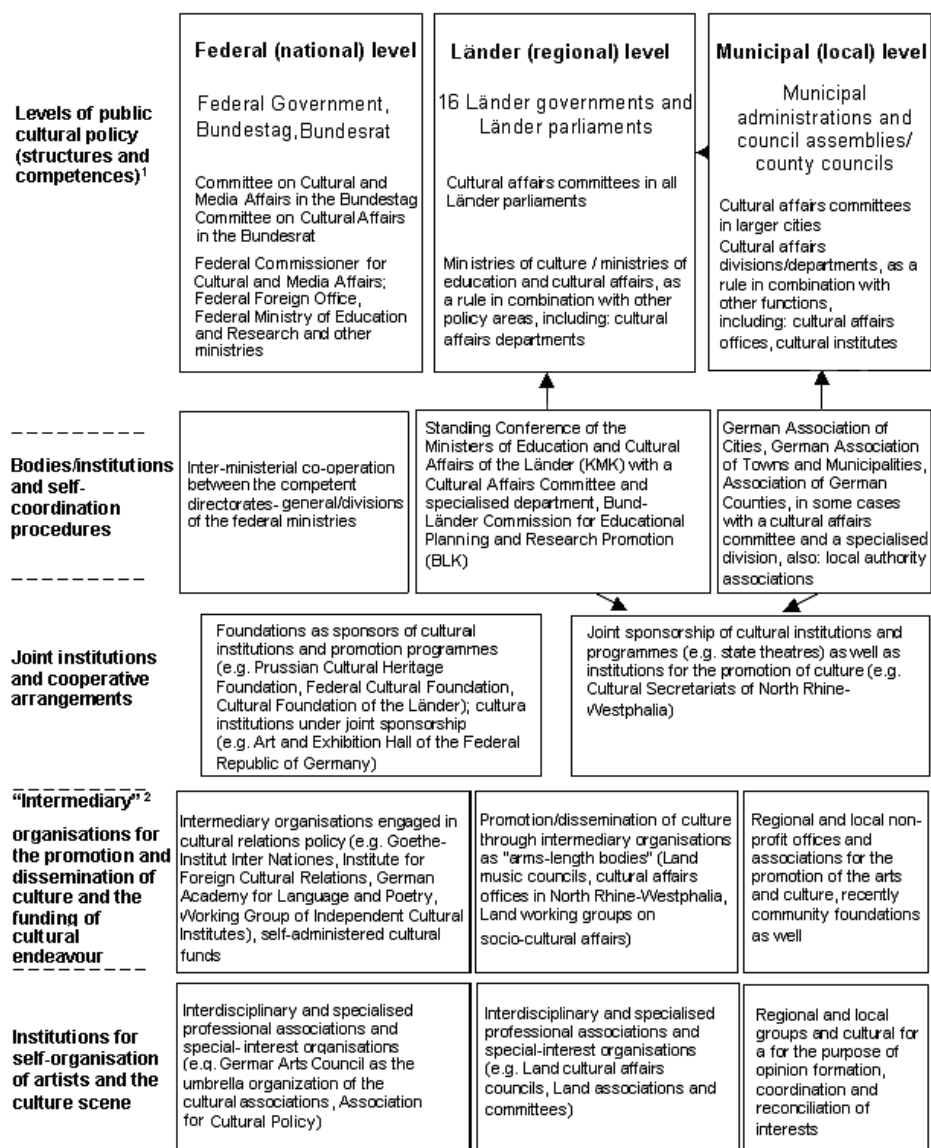 Federal (national) level
Federal Government,
Bundestag, Bundesrat
Committee on Cultural and
Media Affairs in the Bundestag
Committee on Cultural Affairs
in the Bundesrat
Federal Commissioner for
Cultural and Media Affairs;
Federal Foreign Office,
Federal Ministry of Education
and Research and other
ministries
Länder (regional) level
16 Länder governments and
Länder parliaments
Cultural affairs committees in all
Länder parliaments
Ministries of culture / ministries of
education and cultural affairs, as
a rule in combination with other
policy areas, including: cultural
affairs departments
Municipal (local) level
Municipal
administrations and
council assemblies/
county councils
Cultural affairs committees
in larger cities
Cultural affairs
divisions/departments, as a
rule in combination with
other functions,
including: cultural affairs
offices, cultural institutes
Levels of public
cultural policy
(structures and
competences)1
Bodies/institutions
and self-
coordination
procedures
Inter-ministerial co-operation
between the competent
directorates- general/divisions
of the federal ministries
Standing Conference of the
Ministers of Education and Cultural
Affairs of the Länder (KMK) with a
Cultural Affairs Committee and
specialised department, Bund-
Länder Commission for Educational
Planning and Research Promotion
(BLK)
German Association of
Cities, German Association
of Towns and Municipalities,
Association of German
Counties, in some cases
with a cultural affairs
committee and a specialised
division, also: local authority
associations
Joint institutions
and cooperative
arrangements
Foundations as sponsors of cultural
institutions and promotion programmes
(e.g. Prussian Cultural Heritage
Foundation, Federal Cultural Foundation,
Cultural Foundation of the Länder); cultura
institutions under joint sponsorship
(e.g. Art and Exhibition Hall of the Federal
Republic of Germany)
Joint sponsorship of cultural institutions and
programmes (e.g. state theatres) as well as
institutions for the promotion of culture (e.g.
Cultural Secretariats of North Rhine-
Westphalia)
“Intermediary” 2
organisations for
the promotion and
dissemination of
culture and the
funding of
cultural
endeavour
Intermediary organisations engaged in
cultural relations policy (e.g. Goethe-
Institut Inter Nationes, Institute for
Foreign Cultural Relations, German
Academy for Language and Poetry,
Working Group of Independent Cultural
Institutes), self-administered cultural
funds
Promotion/dissemination of culture
through intermediary organisations
as "arms-length bodies" (Land
music councils, cultural affairs
offices in North Rhine-Westphalia,
Land working groups on
socio-cultural affairs)
Regional and local non-
profit offices and
associations for the
promotion of the arts
and culture, recently
community foundations
as well
Institutions for
self-organisation
of artists and the
culture scene
Interdisciplinary and specialised
professional associations and
special- interest organisations
(e.g. Germar Arts Council as the
umbrella organization of the
cultural associations, Association
for Cultural Policy)
Interdisciplinary and specialised
professional associations and
special-interest organisations
(e.g. Land cultural affairs
councils, Land associations and
committees)
Regional and local
groups and cultural for
a for the purpose of
opinion formation,
coordination and
reconciliation of
interests